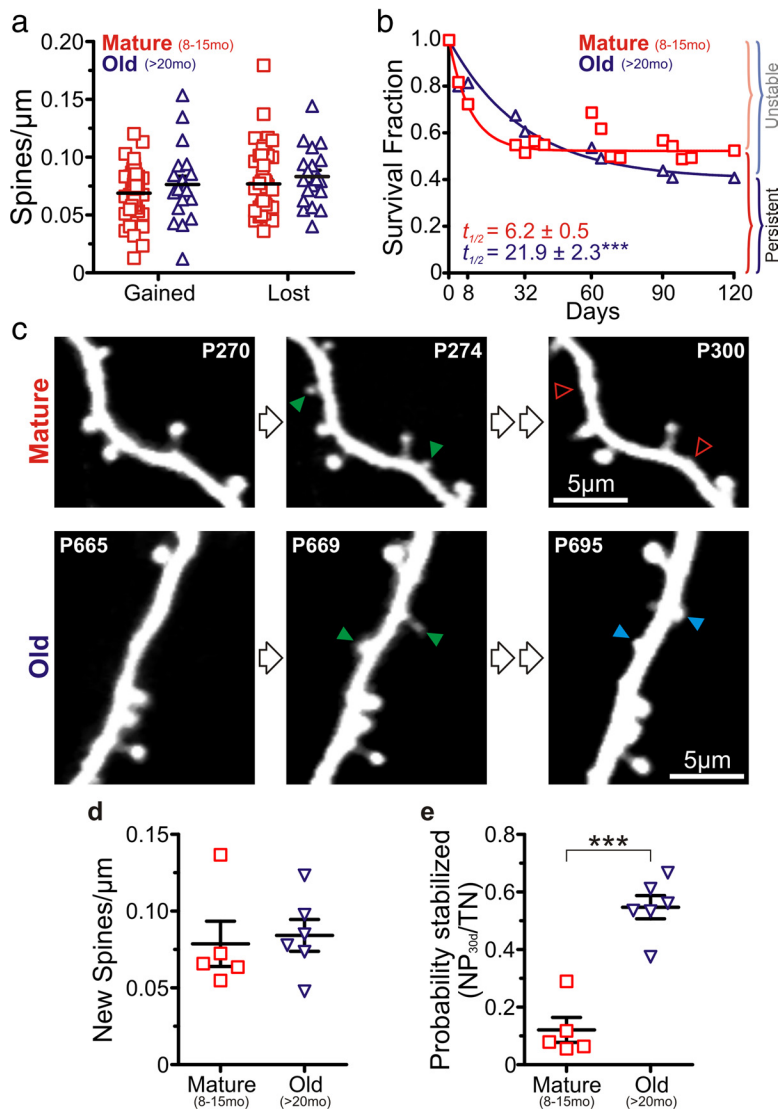 a
Mature (8-15mo)
Old (>20mo)
Spines/µm
0.20
0.15
0.10
0.05
0
Gained Lost
b
Mature (8-15mo)
Old (>20mo)
Survival Fraction
1.0
0.8
0.6
0.4
0.2
0
t1/2 = 6.2 ± 0.5
t1/2 = 21.9 ± 2.3***
0 8 32 60 90 120
Days
Unstable
Persistent
c
Mature
P270
P274
P300
5µm
Old
P665
P669
P695
5µm
d
New Spines/µm
0.15
0.10
0.05
0
Mature Old
(8-15mo) (>20mo)
e
Probability stabilized
(NP30d/TN)
0.8
0.6
0.4
0.2
0
***
Mature Old
(8-15mo) (>20mo)